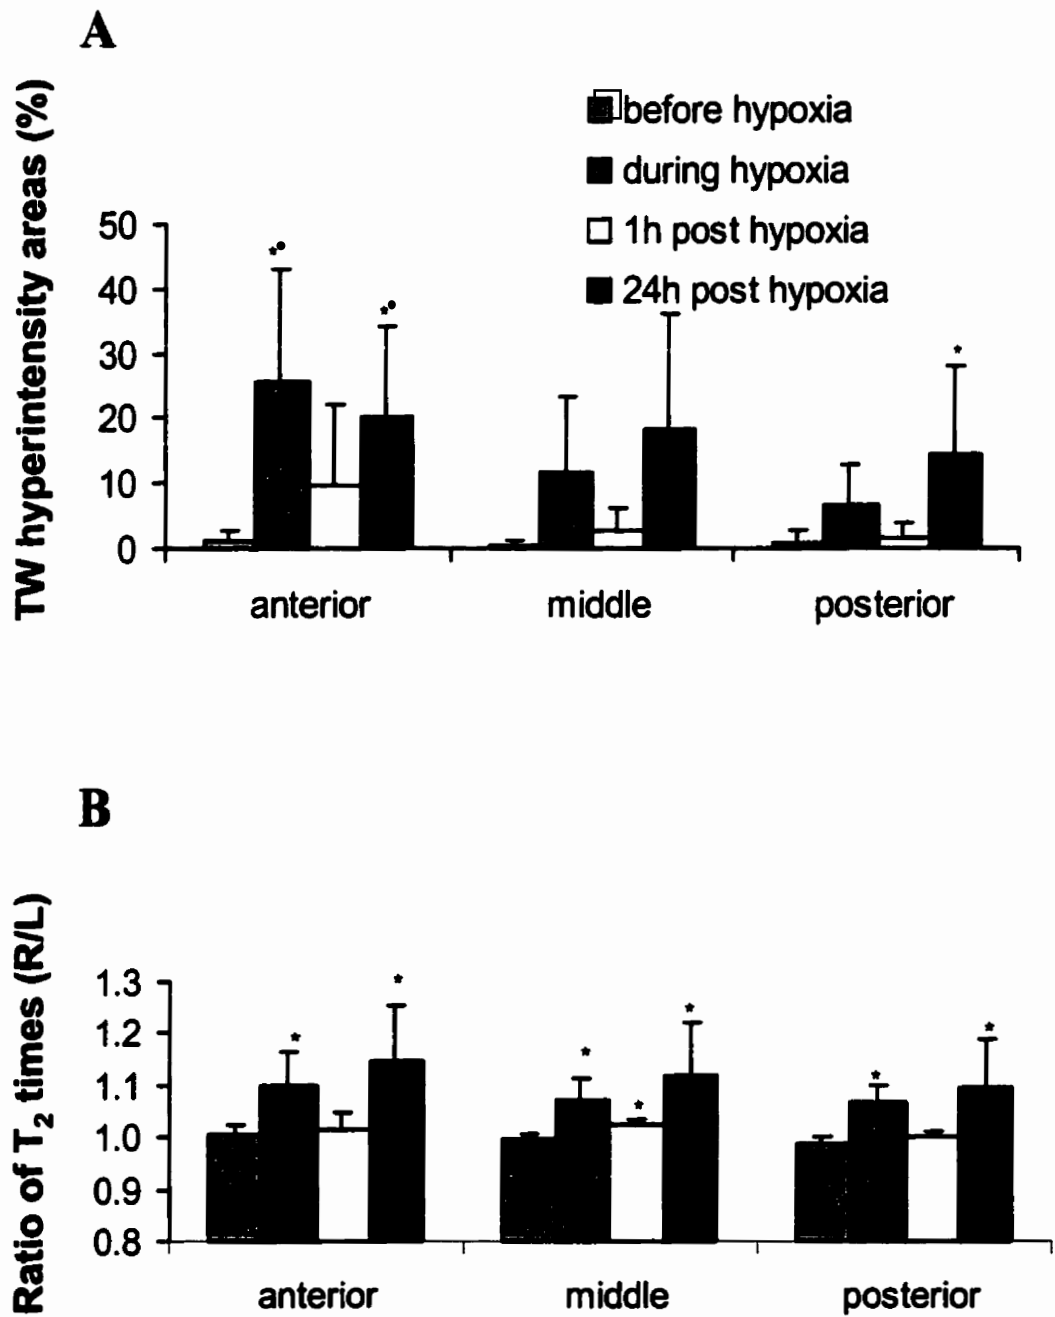 A
TW hyperintensity areas (%)
before hypoxia
during hypoxia
1h post hypoxia
24h post hypoxia
50
40
30
20
10
0
*•
*•
*
anterior
middle
posterior
B
Ratio of T2 times (R/L)
1.3
1.2
1.1
1.0
0.9
0.8
*
*
*
*
*
*
*
anterior
middle
posterior